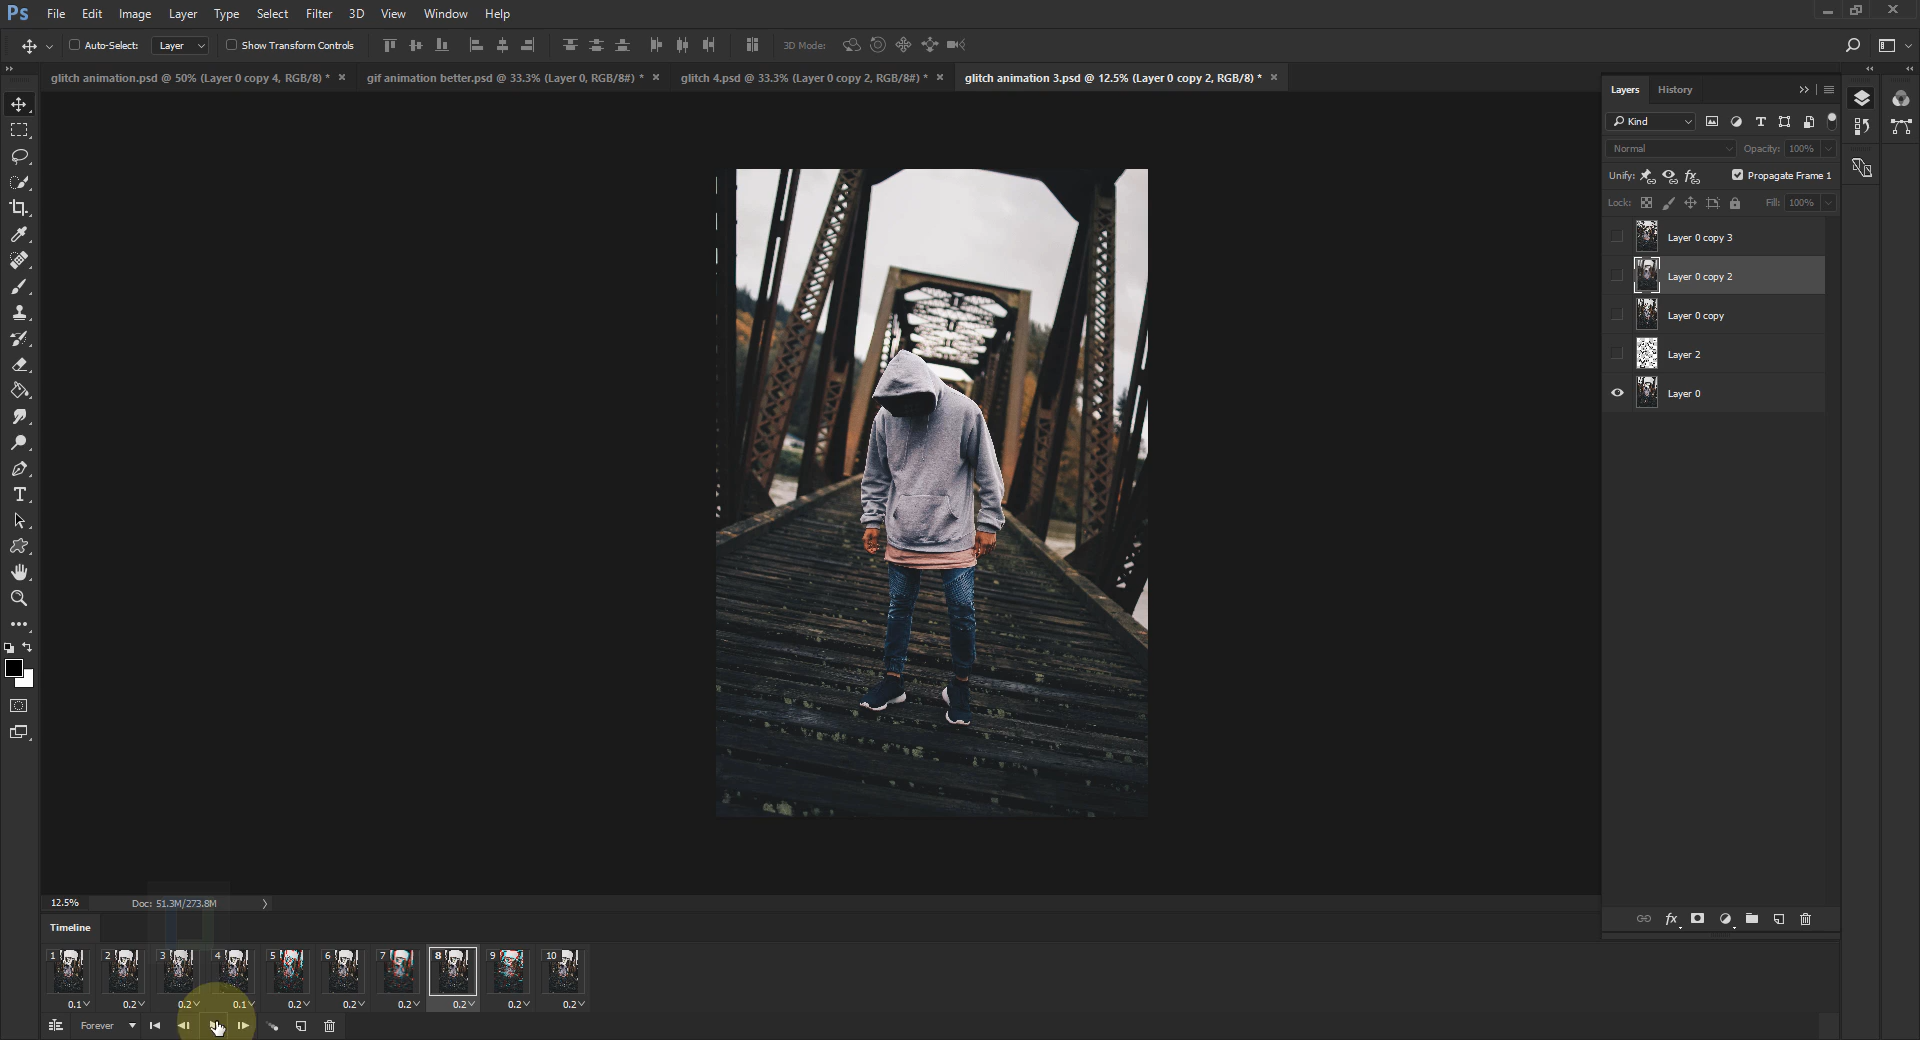 Ps File Edit Image Layer Type Select Filter 3D View Window Help
Auto-Select: Layer Show Transform Controls 3D Mode:
glitch animation.psd @ 50% (Layer 0 copy 4, RGB/8) * gif animation better.psd @ 33.3% (Layer 0, RGB/8#) * glitch 4.psd @ 33.3% (Layer 0 copy 2, RGB/8#) * glitch animation 3.psd @ 12.5% (Layer 0 copy 2, RGB/8) *
Layers History
Kind
Normal Opacity: 100%
Unify: Propagate Frame 1
Lock: Fill: 100%
Layer 0 copy 3
Layer 0 copy 2
Layer 0 copy
Layer 2
Layer 0
12.5% Doc: 51.3M/273.8M
Timeline
1 2 3 4 5 6 7 8 9 10
0.1 0.2 0.2 0.1 0.2 0.2 0.2 0.2 0.2 0.2
Forever